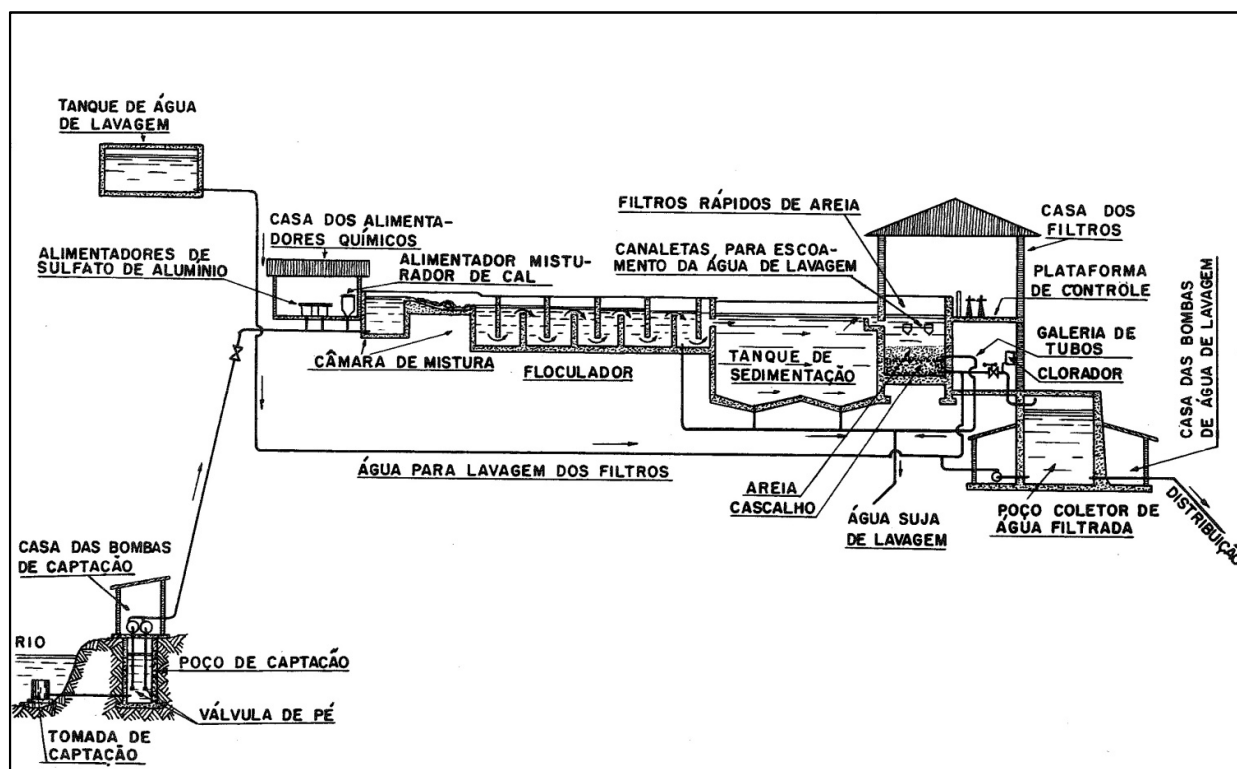 TANQUE DE ÁGUA
DE LAVAGEM
CASA DOS ALIMENTA-
DORES QUÍMICOS
ALIMENTADORES DE
SULFATO DE ALUMÍNIO
ALIMENTADOR MISTU-
RADOR DE CAL
CÂMARA DE MISTURA
FLOCULADOR
TANQUE DE
SEDIMENTAÇÃO
FILTROS RÁPIDOS DE AREIA
CANALETAS PARA ESCOA-
MENTO DA ÁGUA DE LAVAGEM
CASA DOS
FILTROS
PLATAFORMA
DE CONTRÔLE
GALERIA DE
TUBOS
CLORADOR
CASA DAS BOMBAS
DE ÁGUA DE LAVAGEM
ÁGUA PARA LAVAGEM DOS FILTROS
AREIA
CASCALHO
ÁGUA SUJA
DE LAVAGEM
POÇO COLETOR DE
ÁGUA FILTRADA
DISTRIBUIÇÃO
CASA DAS BOMBAS
DE CAPTAÇÃO
RIO
POÇO DE CAPTAÇÃO
VÁLVULA DE PÉ
TOMADA DE
CAPTAÇÃO